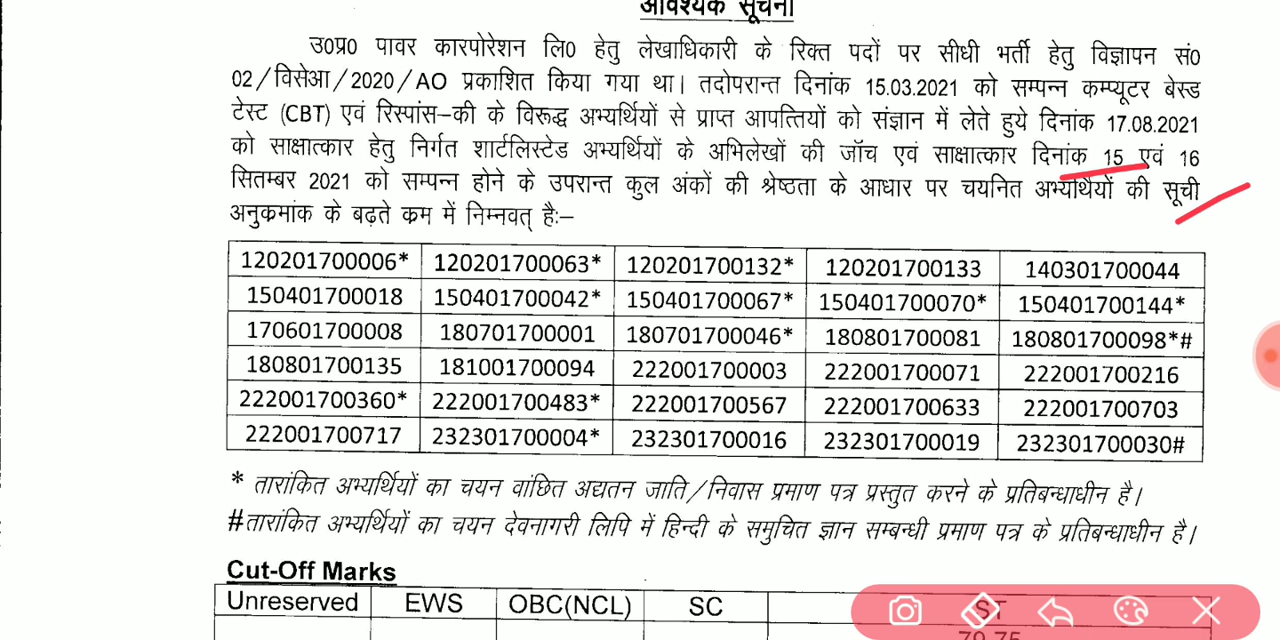 आवश्यक सूचना
उ0प्र0 पावर कारपोरेशन लि0 हेतु लेखाधिकारी के रिक्त पदों पर सीधी भर्ती हेतु विज्ञापन सं0
02/विसेआ/2020/AO प्रकाशित किया गया था। तदोपरान्त दिनांक 15.03.2021 को सम्पन्न कम्प्यूटर बेस्ड
टेस्ट (CBT) एवं रिस्पांस-की के विरूद्ध अभ्यर्थियों से प्राप्त आपत्तियों को संज्ञान में लेते हुये दिनांक 17.08.2021
को साक्षात्कार हेतु निर्गत शार्टलिस्टेड अभ्यर्थियों के अभिलेखों की जॉच एवं साक्षात्कार दिनांक 15 एवं 16
सितम्बर 2021 को सम्पन्न होने के उपरान्त कुल अंकों की श्रेष्ठता के आधार पर चयनित अभ्यर्थियों की सूची
अनुक्रमांक के बढ़ते क्रम में निम्नवत् हैः-
120201700006* 120201700063* 120201700132* 120201700133 140301700044
150401700018 150401700042* 150401700067* 150401700070* 150401700144*
170601700008 180701700001 180701700046* 180801700081 180801700098*#
180801700135 181001700094 222001700003 222001700071 222001700216
222001700360* 222001700483* 222001700567 222001700633 222001700703
222001700717 232301700004* 232301700016 232301700019 232301700030#
* तारांकित अभ्यर्थियों का चयन वांछित अद्यतन जाति/निवास प्रमाण पत्र प्रस्तुत करने के प्रतिबन्धाधीन है।
#तारांकित अभ्यर्थियों का चयन देवनागरी लिपि में हिन्दी के समुचित ज्ञान सम्बन्धी प्रमाण पत्र के प्रतिबन्धाधीन है।
Cut-Off Marks
Unreserved EWS OBC(NCL) SC ST